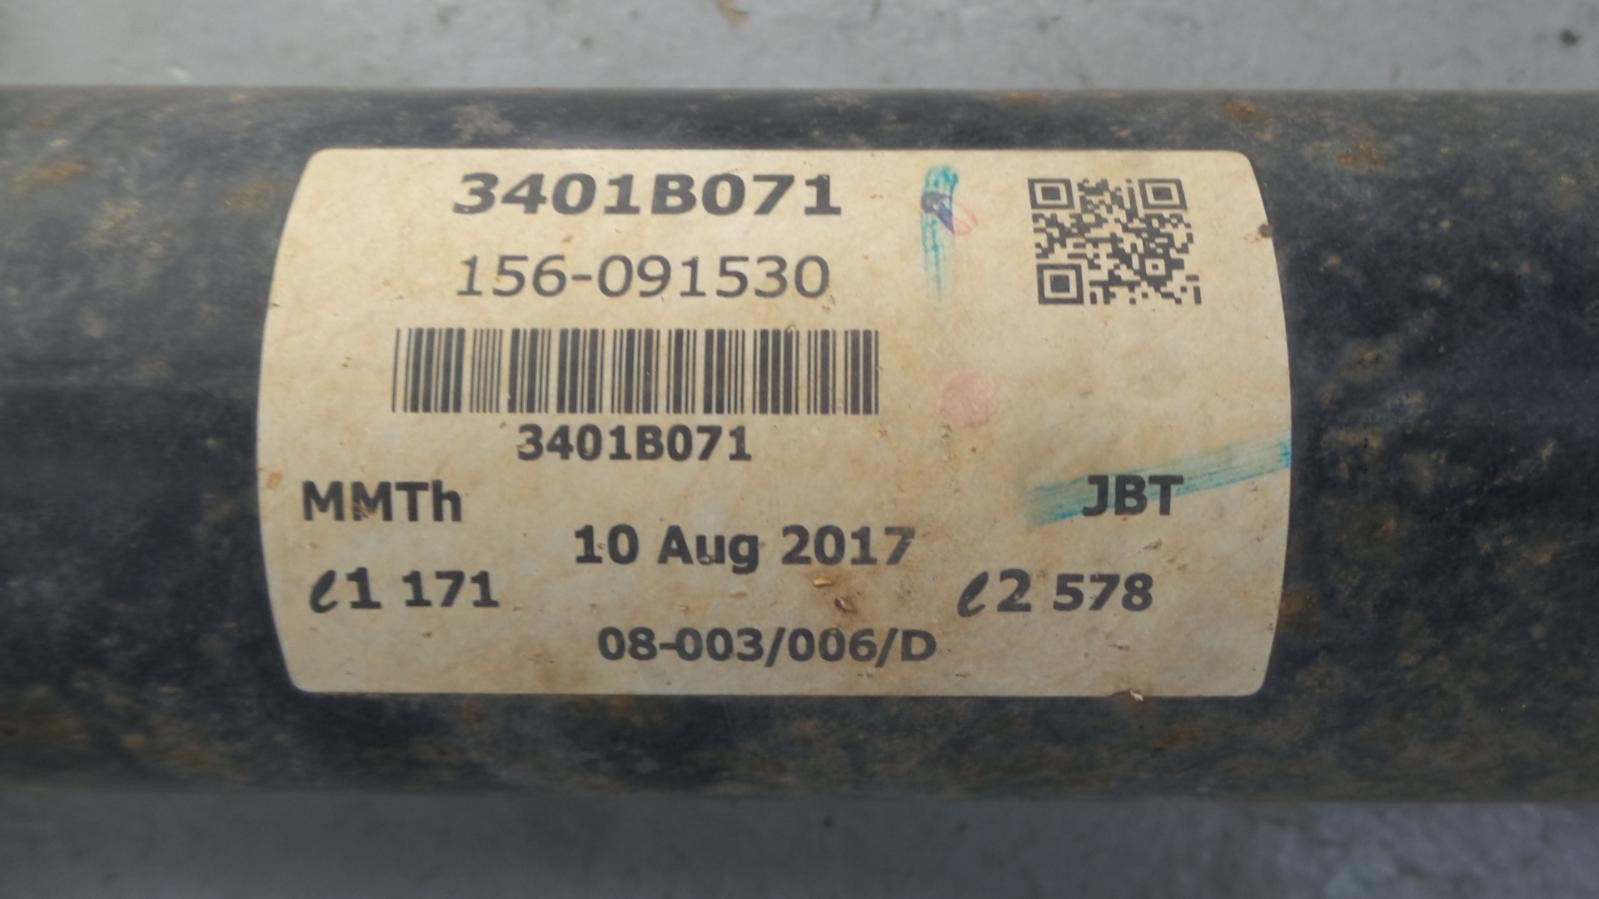 3401B071
156-091530
3401B071
MMTh JBT
10 Aug 2017
ℓ1 171 ℓ2 578
08-003/006/D